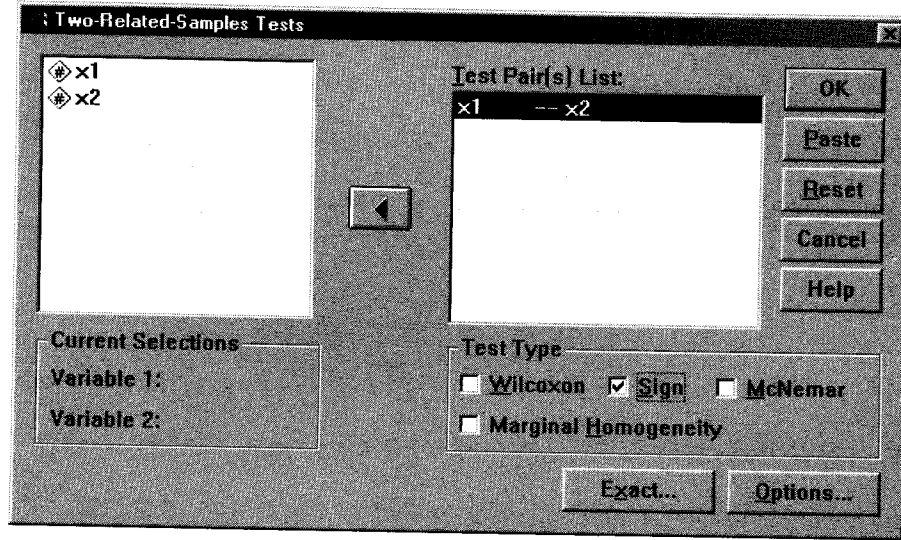 Two-Related-Samples Tests
x1
x2
Test Pair(s) List:
x1 -- x2
OK
Paste
Reset
Cancel
Help
Current Selections
Variable 1:
Variable 2:
Test Type
Wilcoxon
Sign
McNemar
Marginal Homogeneity
Exact...
Options...